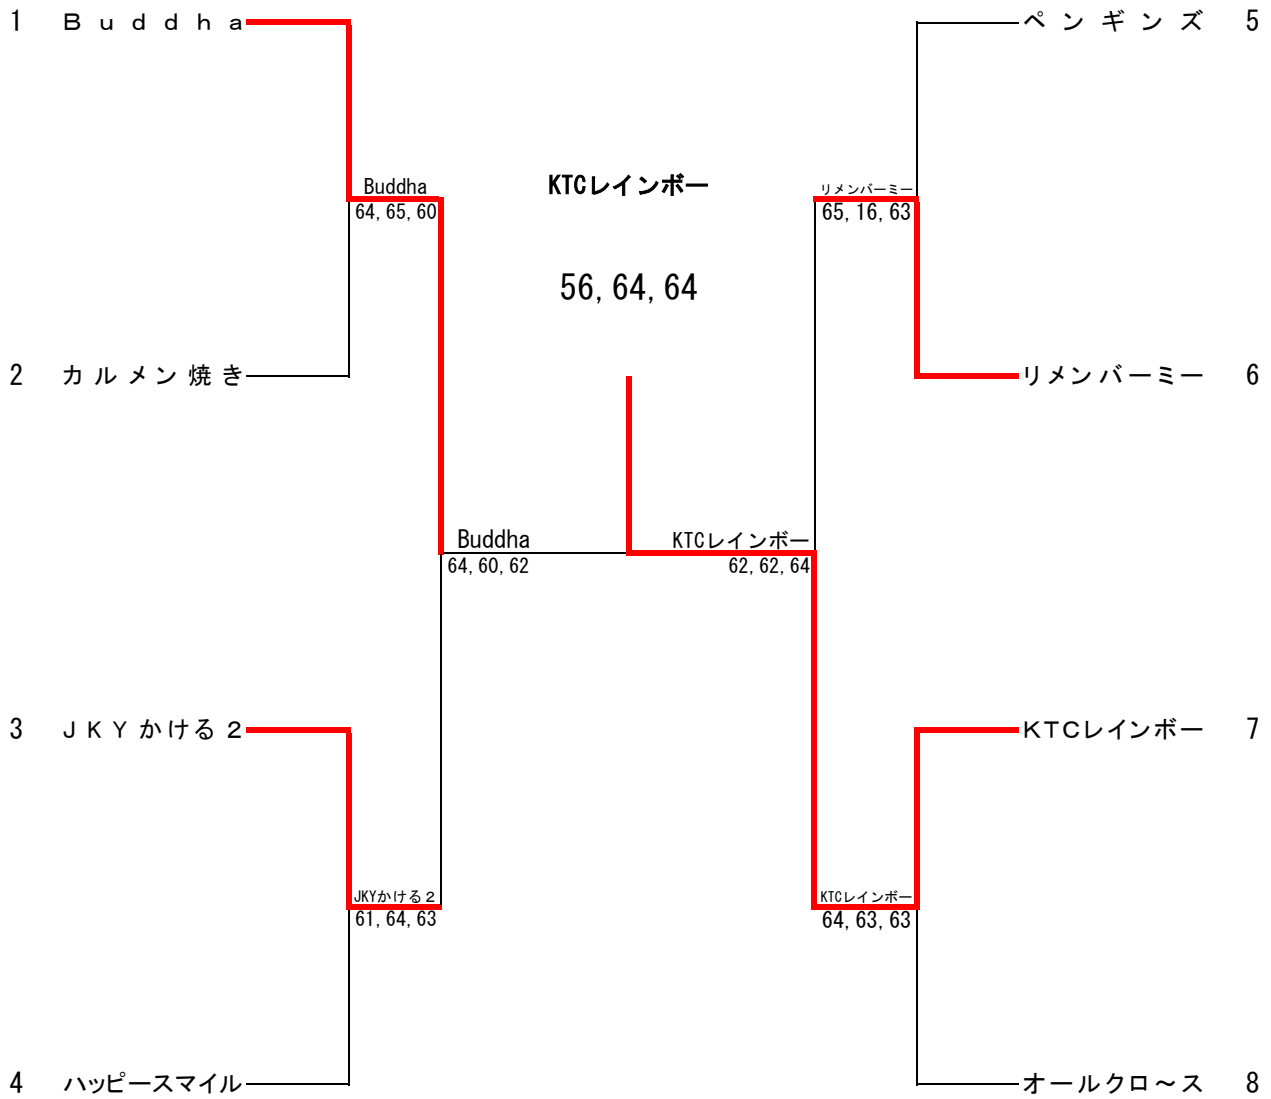 1 Ｂｕｄｄｈａ
ペンギンズ 5
Buddha
64, 65, 60
KTCレインボー
リメンバーミー
65, 16, 63
56, 64, 64
2 カルメン焼き
リメンバーミー 6
Buddha
64, 60, 62
KTCレインボー
62, 62, 64
3 ＪＫＹかける２
KTCレインボー 7
JKYかける２
61, 64, 63
KTCレインボー
64, 63, 63
4 ハッピースマイル
オールクロ～ス 8